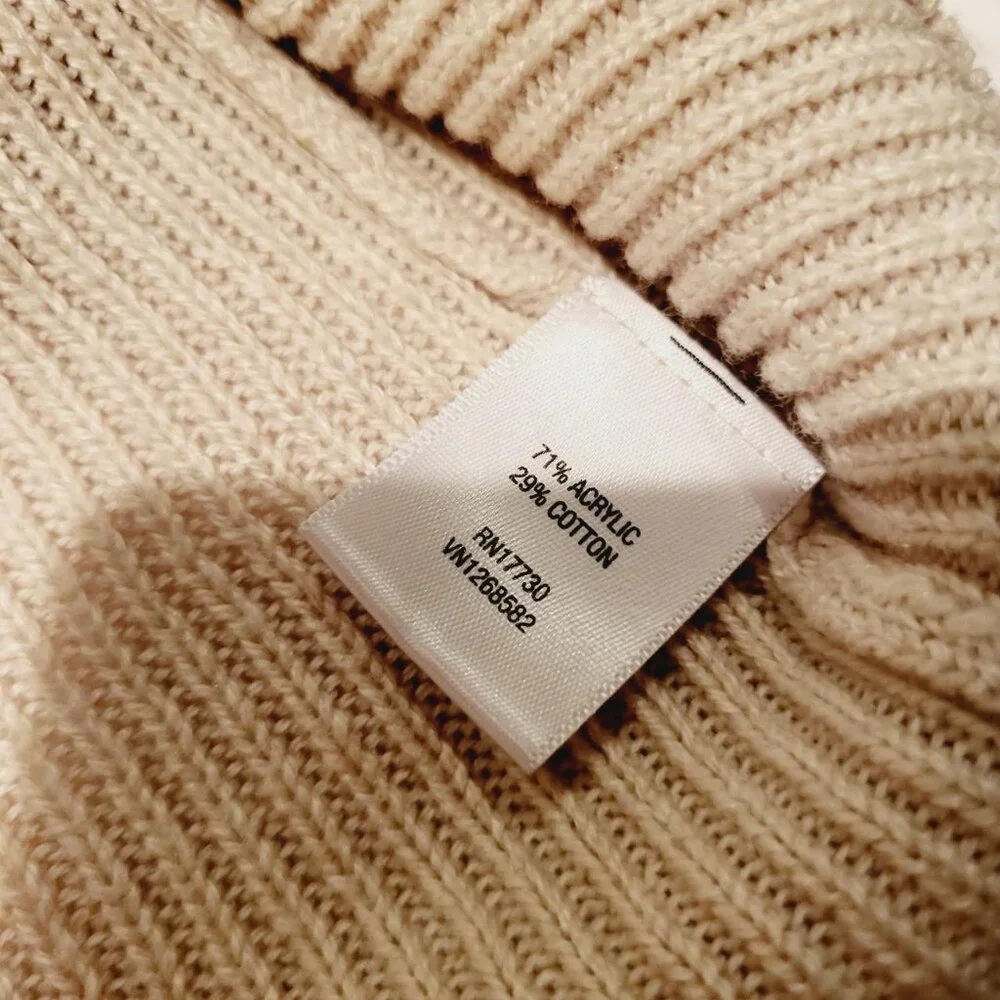 71% ACRYLIC
29% COTTON
RN17730
VN1268582